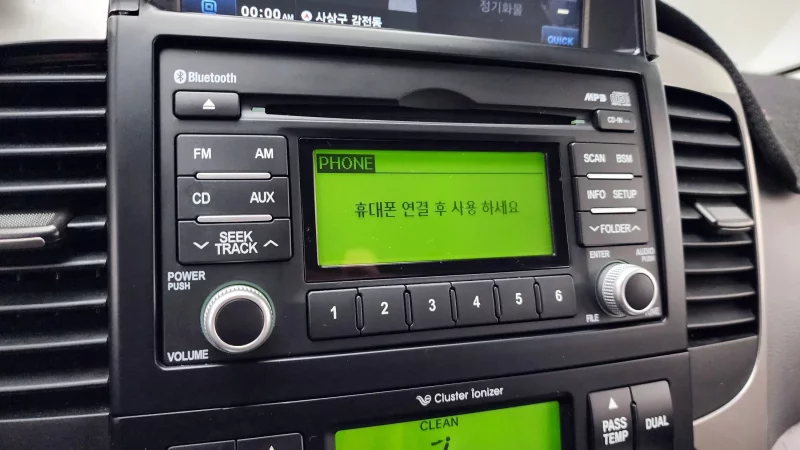 00:00 AM 사상구 감전동
정기화물
QUICK
Bluetooth
MP3
CD-IN
FM AM
SCAN BSM
PHONE
휴대폰 연결 후 사용 하세요
CD AUX
INFO SETUP
SEEK
TRACK
FOLDER
POWER
PUSH
ENTER
AUDIO
PUSH
1 2 3 4 5 6
VOLUME
FILE
TUNE
Cluster ionizer
CLEAN
PASS
TEMP
DUAL